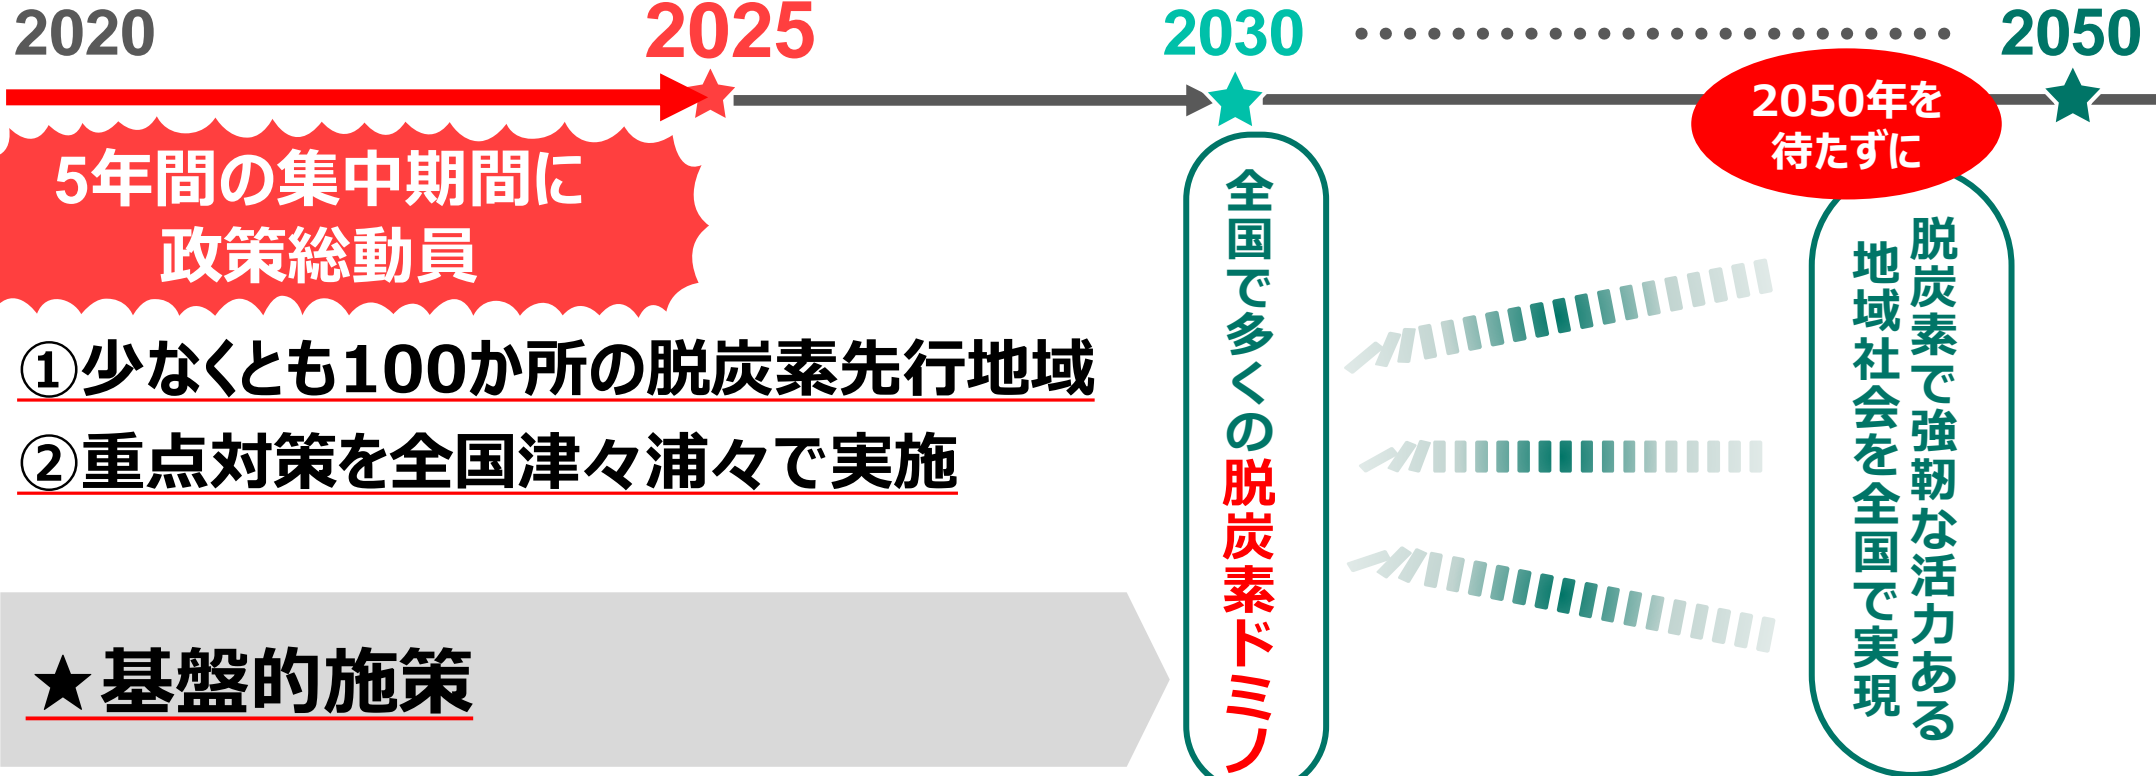 2020
2025
2030
2050
2050年を
待たずに
5年間の集中期間に
政策総動員
①少なくとも100か所の脱炭素先行地域
②重点対策を全国津々浦々で実施
★基盤的施策
全国で多くの脱炭素ドミノ
脱炭素で強靭な活力ある
地域社会を全国で実現